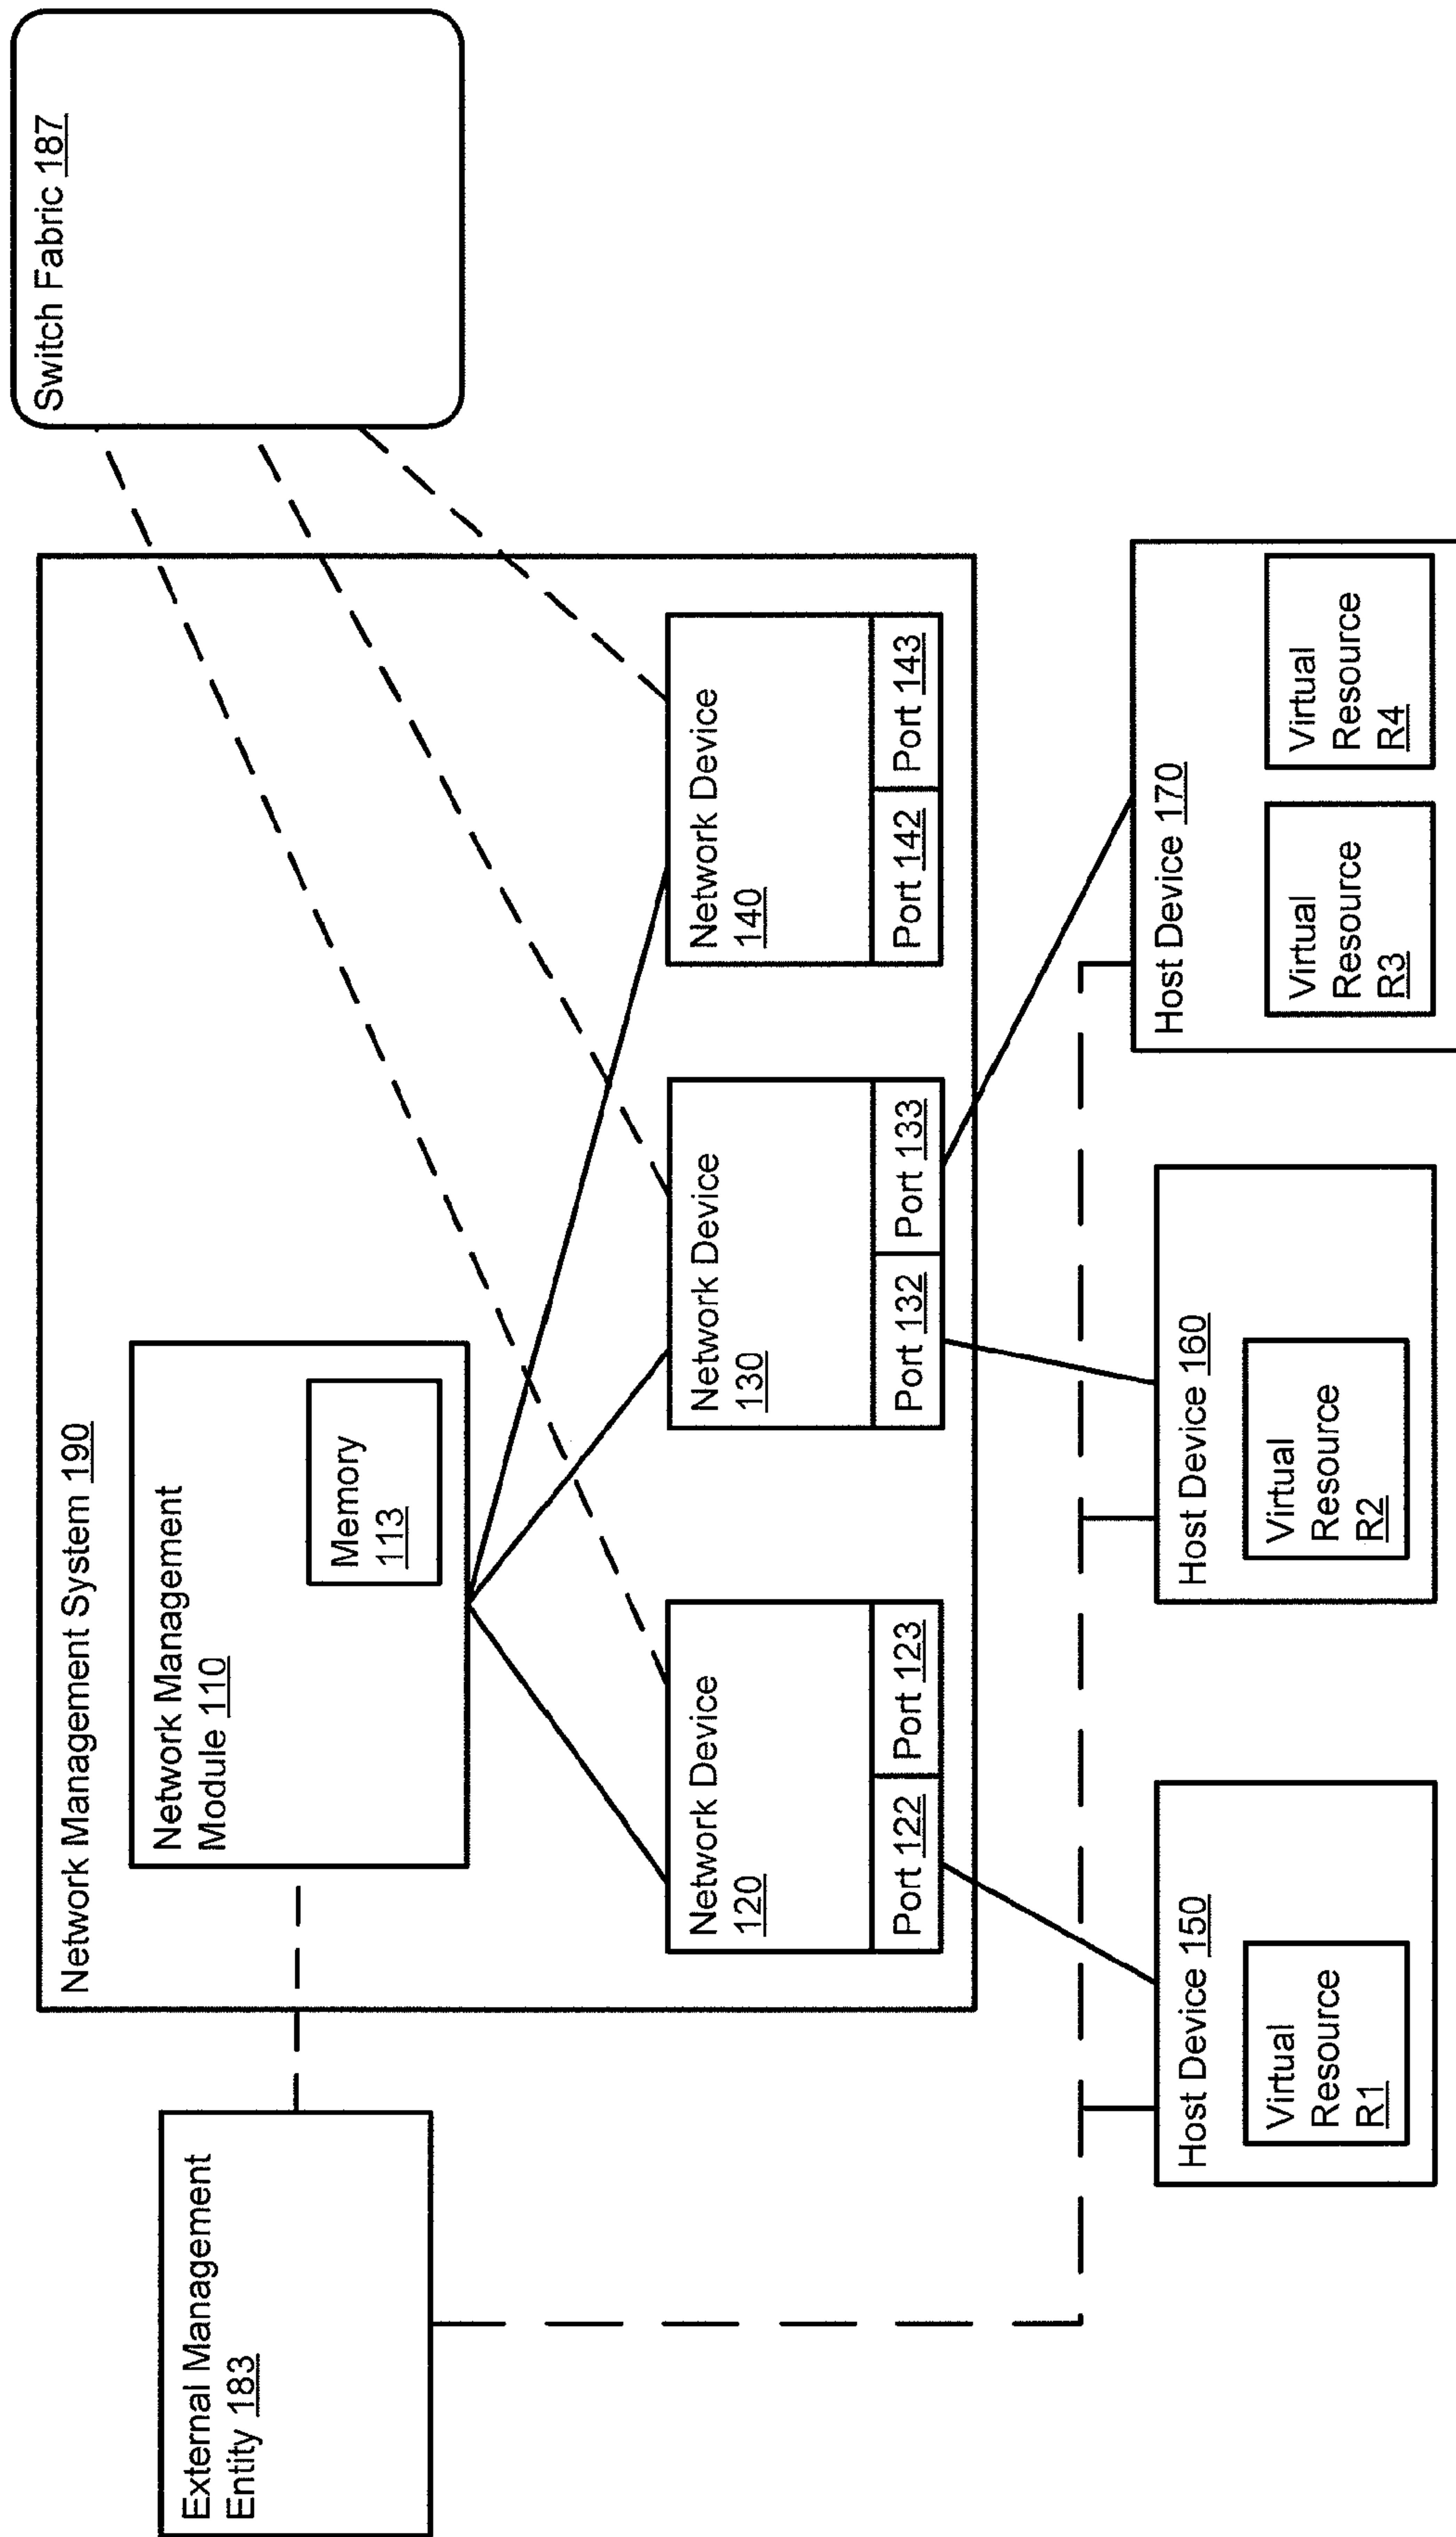 Switch Fabric 187
Network Management System 190
External Management
Entity 183
Network Management
Module 110
Memory
113
Network Device
120
Port 122
Port 123
Network Device
130
Port 132
Port 133
Network Device
140
Port 142
Port 143
Host Device 150
Virtual
Resource
R1
Host Device 160
Virtual
Resource
R2
Host Device 170
Virtual
Resource
R3
Virtual
Resource
R4